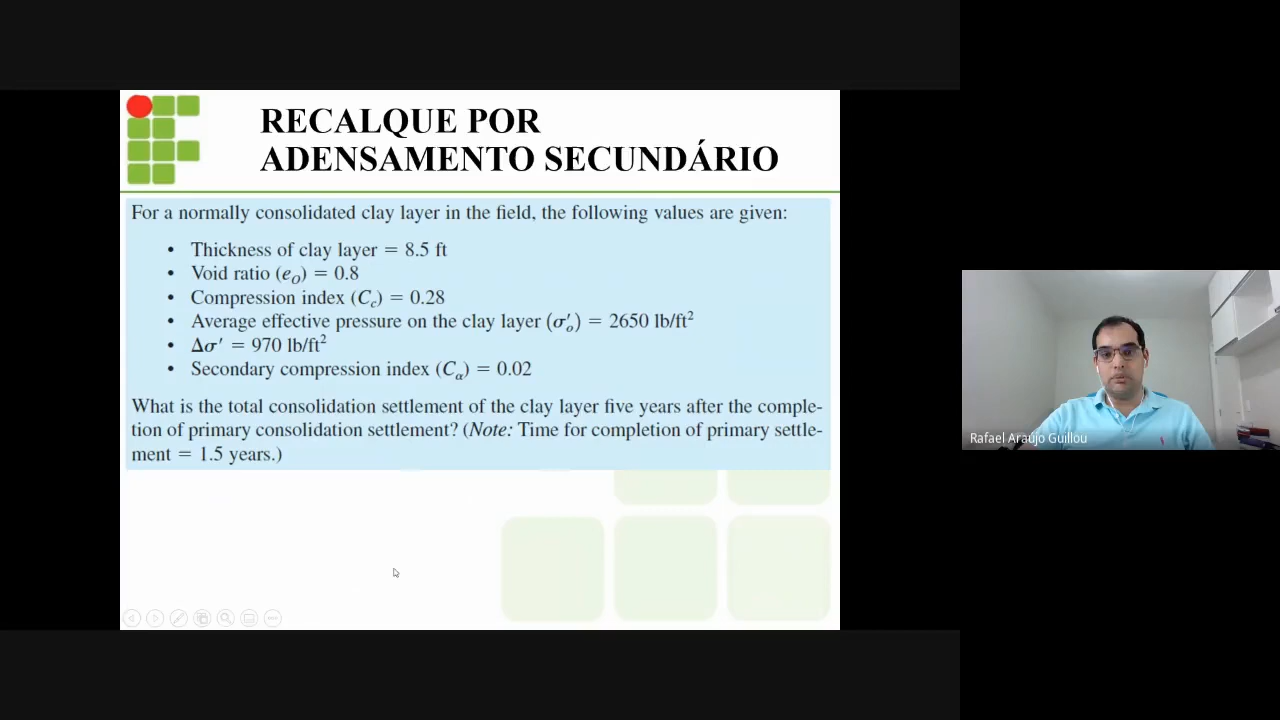 RECALQUE POR
ADENSAMENTO SECUNDÁRIO
For a normally consolidated clay layer in the field, the following values are given:
• Thickness of clay layer = 8.5 ft
• Void ratio (eₒ) = 0.8
• Compression index (C꜀) = 0.28
• Average effective pressure on the clay layer (σ′ₒ) = 2650 lb/ft²
• Δσ′ = 970 lb/ft²
• Secondary compression index (Cα) = 0.02
What is the total consolidation settlement of the clay layer five years after the comple-
tion of primary consolidation settlement? (Note: Time for completion of primary settle-
ment = 1.5 years.)
Rafael Araújo Guillou